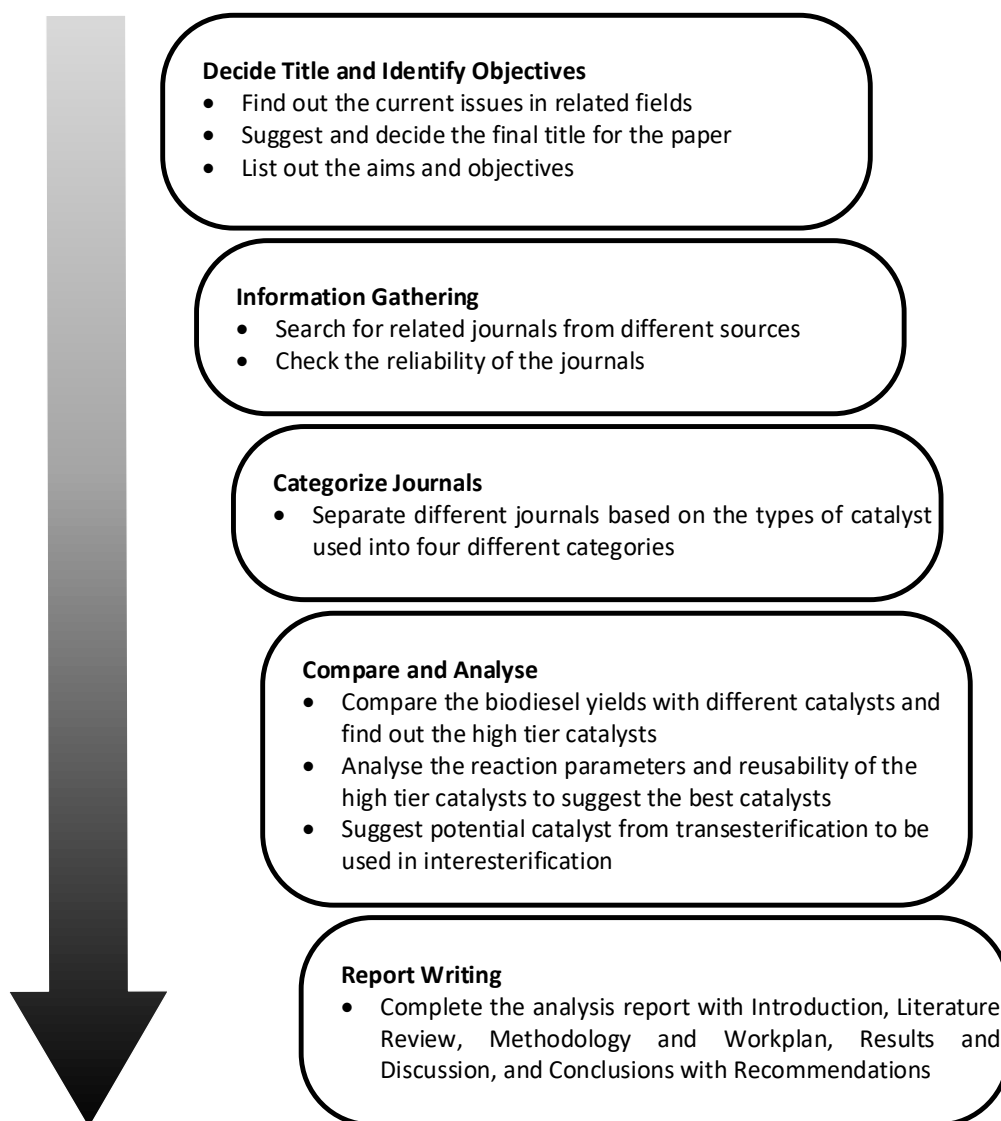 Decide Title and Identify Objectives
• Find out the current issues in related fields
• Suggest and decide the final title for the paper
• List out the aims and objectives
Information Gathering
• Search for related journals from different sources
• Check the reliability of the journals
Categorize Journals
• Separate different journals based on the types of catalyst
used into four different categories
Compare and Analyse
• Compare the biodiesel yields with different catalysts and
find out the high tier catalysts
• Analyse the reaction parameters and reusability of the
high tier catalysts to suggest the best catalysts
• Suggest potential catalyst from transesterification to be
used in interesterification
Report Writing
• Complete the analysis report with Introduction, Literature
Review, Methodology and Workplan, Results and
Discussion, and Conclusions with Recommendations